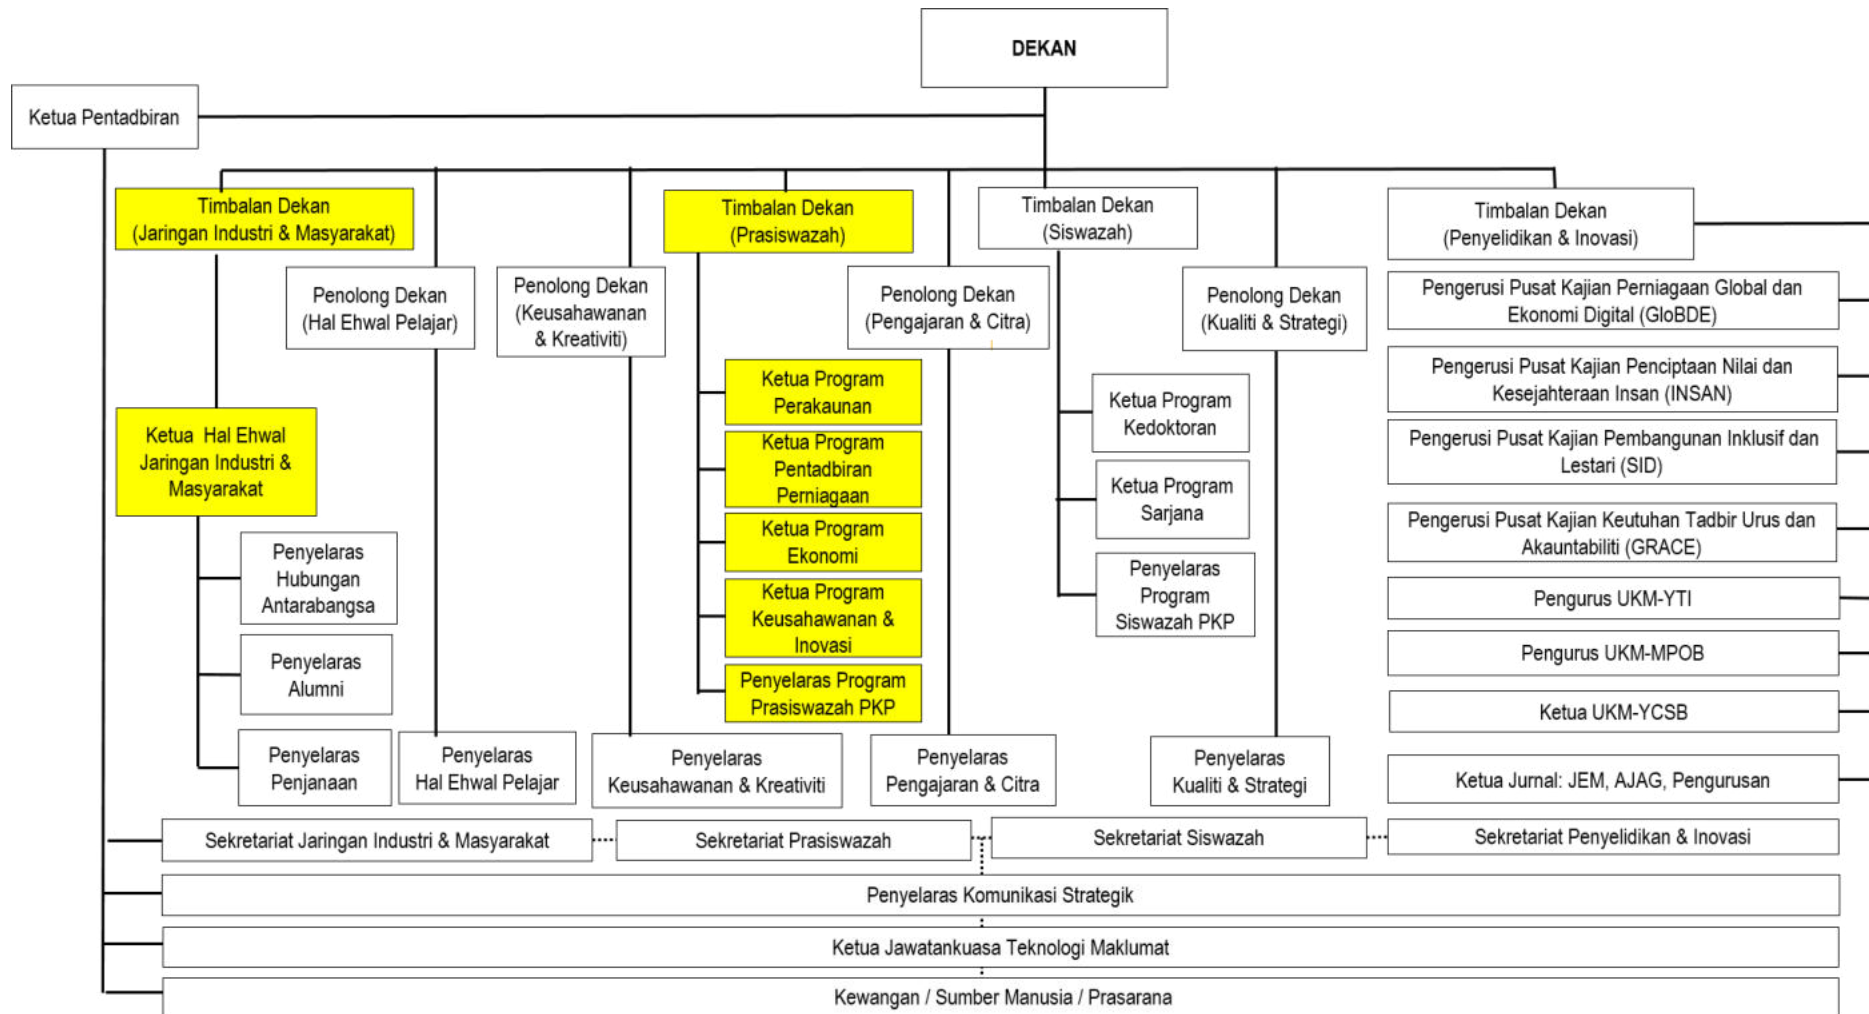 DEKAN
Ketua Pentadbiran
Timbalan Dekan
(Jaringan Industri & Masyarakat)
Timbalan Dekan
(Prasiswazah)
Timbalan Dekan
(Siswazah)
Timbalan Dekan
(Penyelidikan & Inovasi)
Penolong Dekan
(Hal Ehwal Pelajar)
Penolong Dekan
(Keusahawanan
& Kreativiti)
Penolong Dekan
(Pengajaran & Citra)
Penolong Dekan
(Kualiti & Strategi)
Ketua Hal Ehwal
Jaringan Industri &
Masyarakat
Penyelaras
Hubungan
Antarabangsa
Penyelaras
Alumni
Penyelaras
Penjanaan
Penyelaras
Hal Ehwal Pelajar
Penyelaras
Keusahawanan & Kreativiti
Ketua Program
Perakaunan
Ketua Program
Pentadbiran
Perniagaan
Ketua Program
Ekonomi
Ketua Program
Keusahawanan &
Inovasi
Penyelaras Program
Prasiswazah PKP
Penyelaras
Pengajaran & Citra
Ketua Program
Kedoktoran
Ketua Program
Sarjana
Penyelaras
Program
Siswazah PKP
Penyelaras
Kualiti & Strategi
Pengerusi Pusat Kajian Perniagaan Global dan
Ekonomi Digital (GloBDE)
Pengerusi Pusat Kajian Penciptaan Nilai dan
Kesejahteraan Insan (INSAN)
Pengerusi Pusat Kajian Pembangunan Inklusif dan
Lestari (SID)
Pengerusi Pusat Kajian Keutuhan Tadbir Urus dan
Akauntabiliti (GRACE)
Pengurus UKM-YTI
Pengurus UKM-MPOB
Ketua UKM-YCSB
Ketua Jurnal: JEM, AJAG, Pengurusan
Sekretariat Jaringan Industri & Masyarakat
Sekretariat Prasiswazah
Sekretariat Siswazah
Sekretariat Penyelidikan & Inovasi
Penyelaras Komunikasi Strategik
Ketua Jawatankuasa Teknologi Maklumat
Kewangan / Sumber Manusia / Prasarana